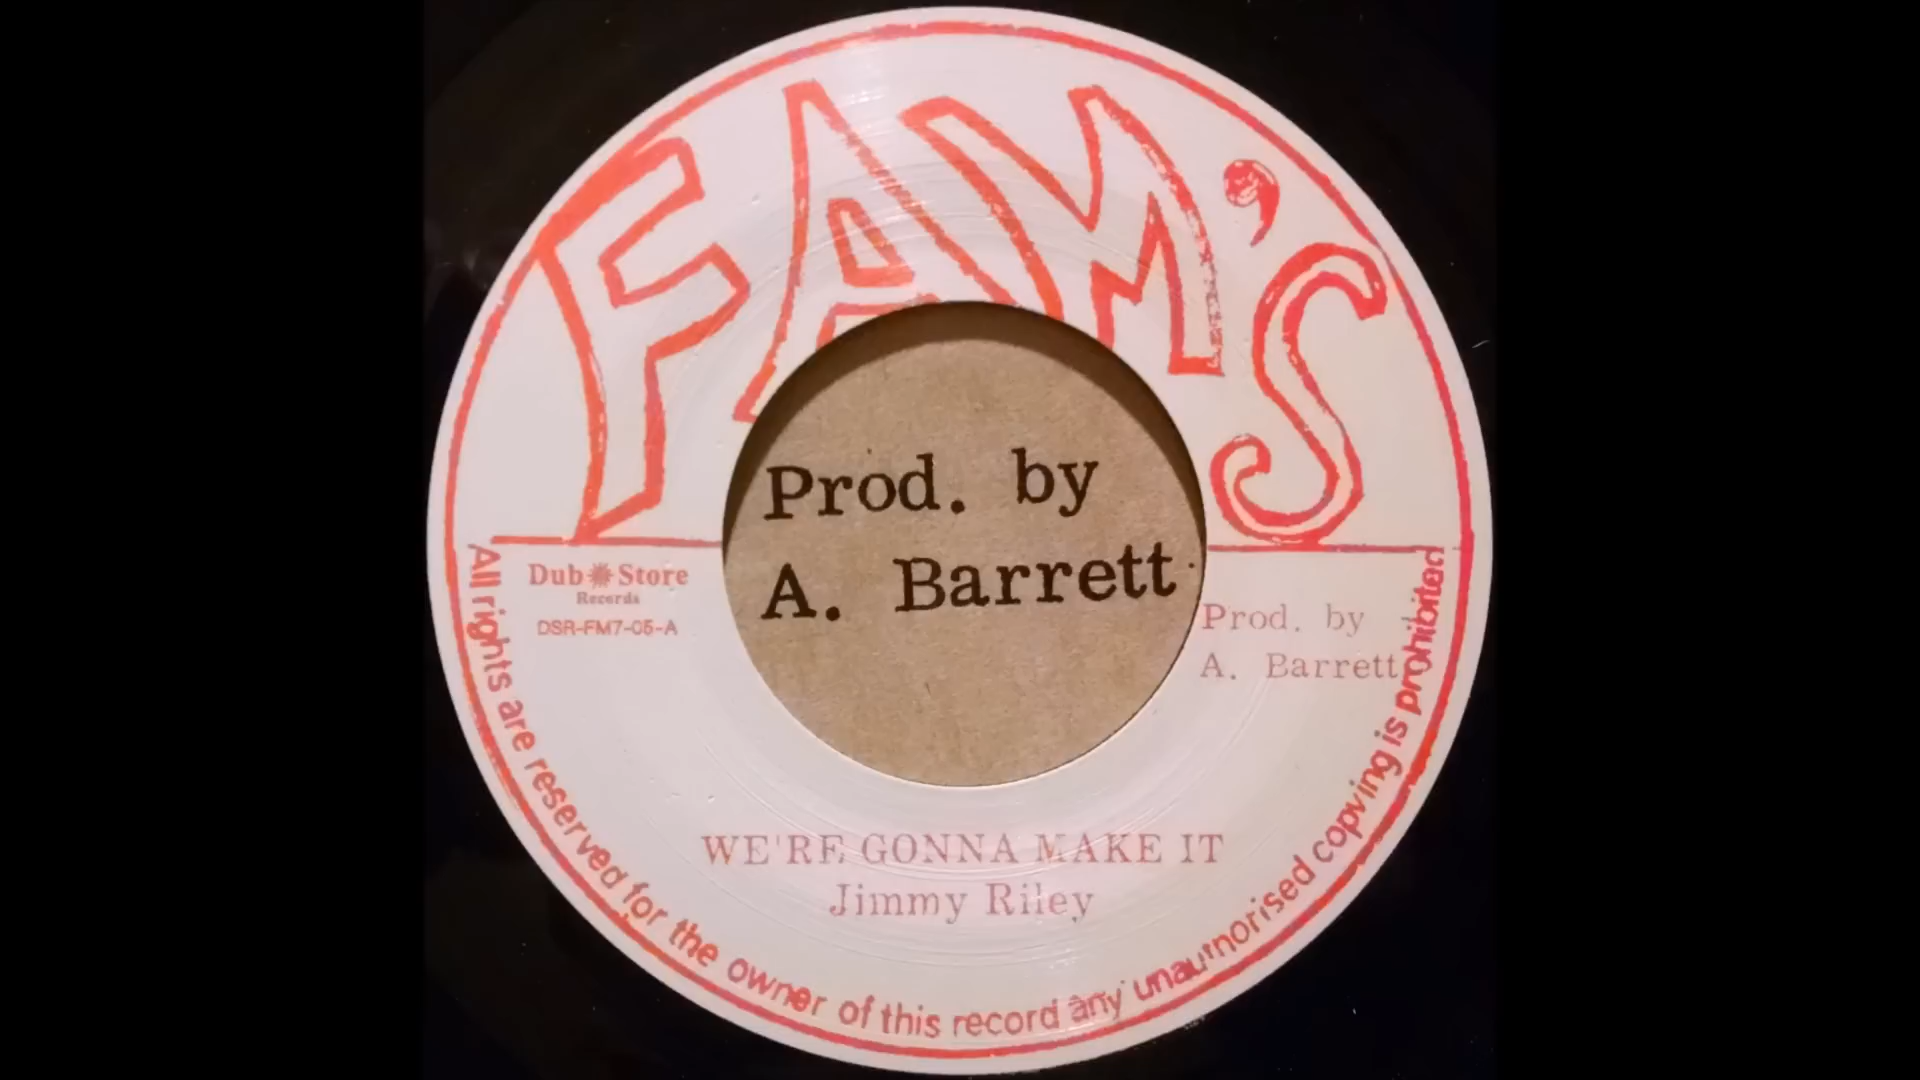 FAM'S
Prod. by
A. Barrett
Dub Store
Records
DSR-FM7-05-A
Prod. by
A. Barrett
WE'RE GONNA MAKE IT
Jimmy Riley
All rights are reserved for the owner of this record any unauthorised copying is prohibited